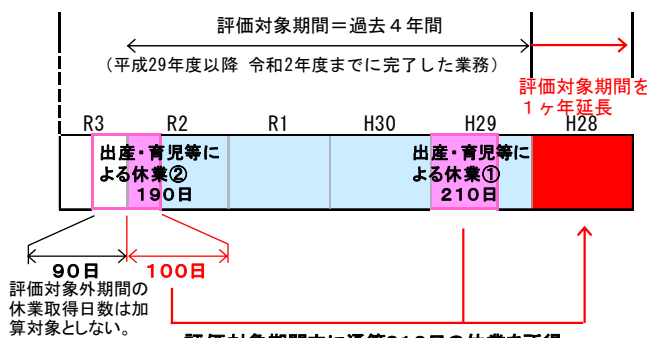 評価対象期間＝過去４年間
（平成29年度以降 令和2年度までに完了した業務）
評価対象期間を
１ヶ年延長
R3 R2 R1 H30 H29 H28
出産・育児等に
よる休業②
190日
出産・育児等に
よる休業①
210日
90日 100日
評価対象外期間の
休業取得日数は加
算対象としない。